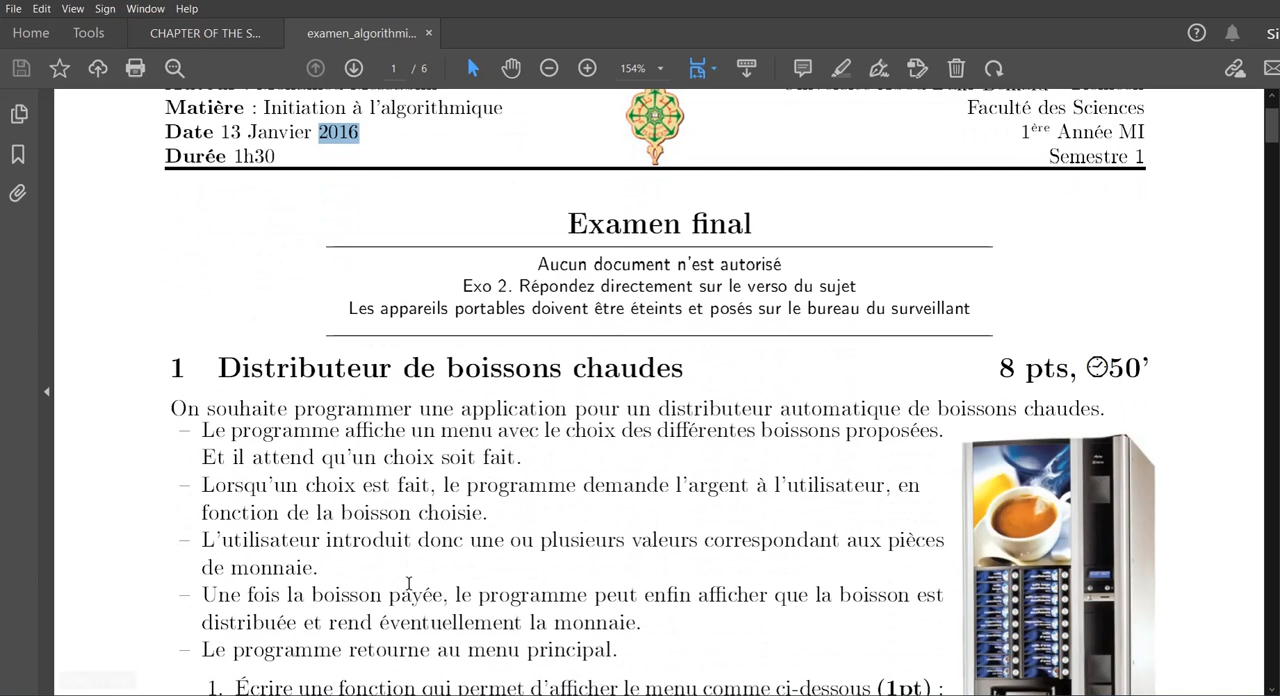 File Edit View Sign Window Help
Home Tools CHAPTER OF THE S... examen_algorithmi... × ? Si
1 / 6 154%
Matière : Initiation à l'algorithmique
Date 13 Janvier 2016
Durée 1h30
Faculté des Sciences
1ère Année MI
Semestre 1
Examen final
Aucun document n'est autorisé
Exo 2. Répondez directement sur le verso du sujet
Les appareils portables doivent être éteints et posés sur le bureau du surveillant
1 Distributeur de boissons chaudes 8 pts, 50'
On souhaite programmer une application pour un distributeur automatique de boissons chaudes.
– Le programme affiche un menu avec le choix des différentes boissons proposées.
Et il attend qu'un choix soit fait.
– Lorsqu'un choix est fait, le programme demande l'argent à l'utilisateur, en
fonction de la boisson choisie.
– L'utilisateur introduit donc une ou plusieurs valeurs correspondant aux pièces
de monnaie.
– Une fois la boisson payée, le programme peut enfin afficher que la boisson est
distribuée et rend éventuellement la monnaie.
– Le programme retourne au menu principal.
1. Écrire une fonction qui permet d'afficher le menu comme ci-dessous (1pt) :